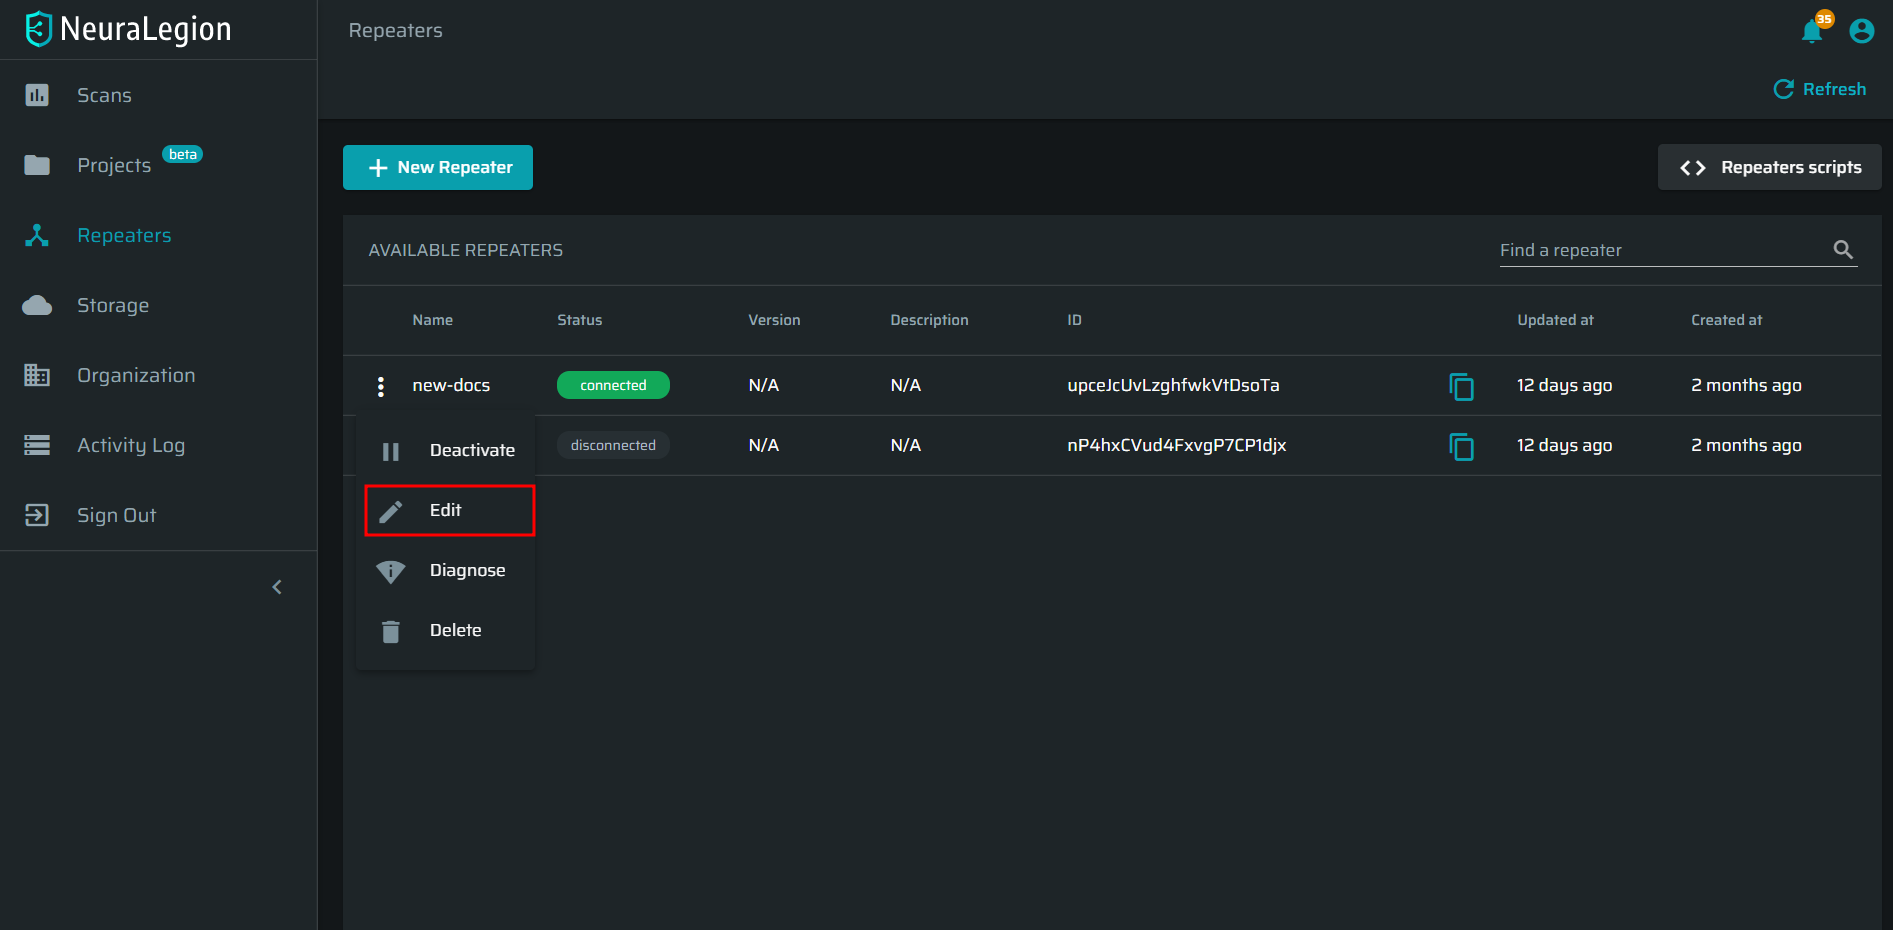 NeuraLegion
Repeaters
35
Refresh
Scans
Projects beta
Repeaters
Storage
Organization
Activity Log
Sign Out
New Repeater
Repeaters scripts
AVAILABLE REPEATERS
Find a repeater
Name Status Version Description ID Updated at Created at
new-docs connected N/A N/A upceJcUvLzghfwkVtDsoTa 12 days ago 2 months ago
disconnected N/A N/A nP4hxCVud4FxvgP7CP1djx 12 days ago 2 months ago
Deactivate
Edit
Diagnose
Delete